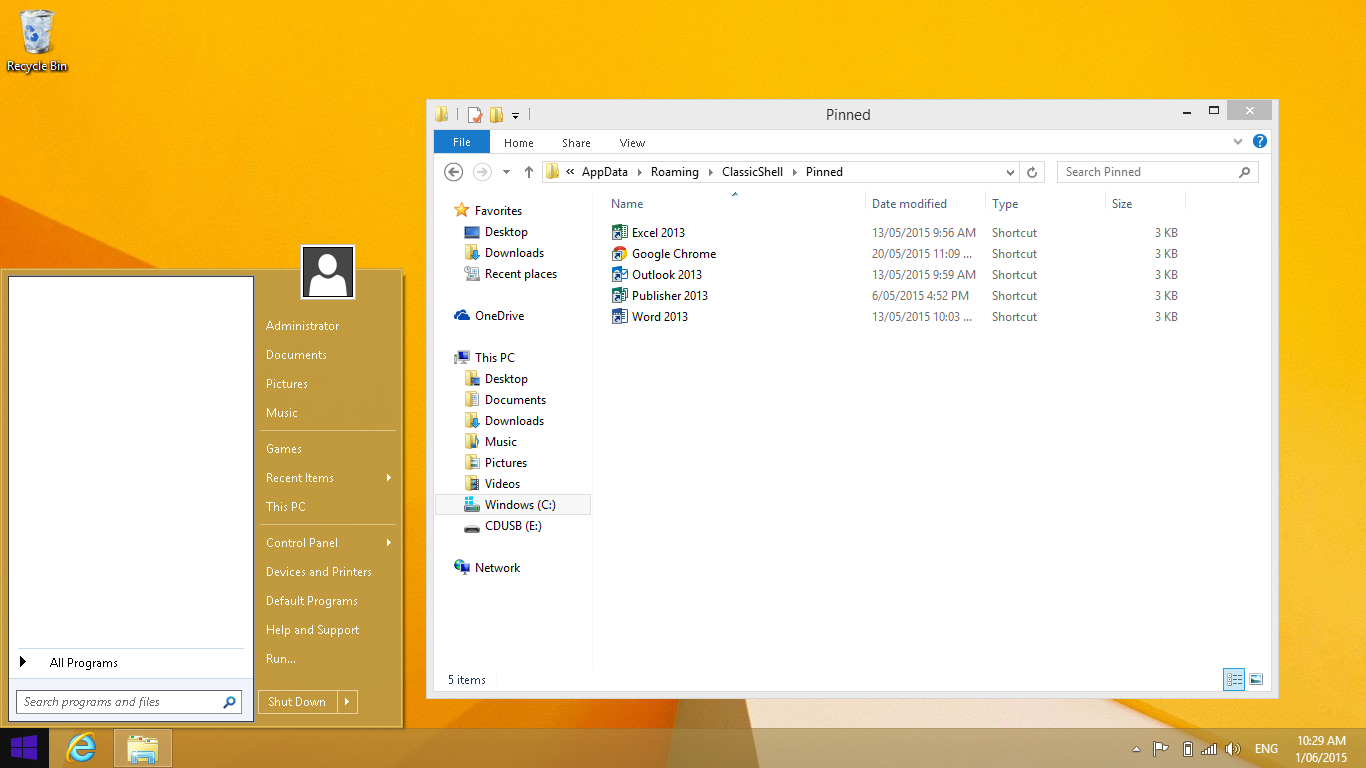 Recycle Bin
Pinned
File Home Share View
« AppData Roaming ClassicShell Pinned
Search Pinned
Name Date modified Type Size
Favorites
Desktop
Downloads
Recent places
OneDrive
This PC
Desktop
Documents
Downloads
Music
Pictures
Videos
Windows (C:)
CDUSB (E:)
Network
Excel 2013 13/05/2015 9:56 AM Shortcut 3 KB
Google Chrome 20/05/2015 11:09 ... Shortcut 3 KB
Outlook 2013 13/05/2015 9:59 AM Shortcut 3 KB
Publisher 2013 6/05/2015 4:52 PM Shortcut 3 KB
Word 2013 13/05/2015 10:03 ... Shortcut 3 KB
5 items
Administrator
Documents
Pictures
Music
Games
Recent Items
This PC
Control Panel
Devices and Printers
Default Programs
Help and Support
Run...
All Programs
Search programs and files
Shut Down
ENG
10:29 AM
1/06/2015